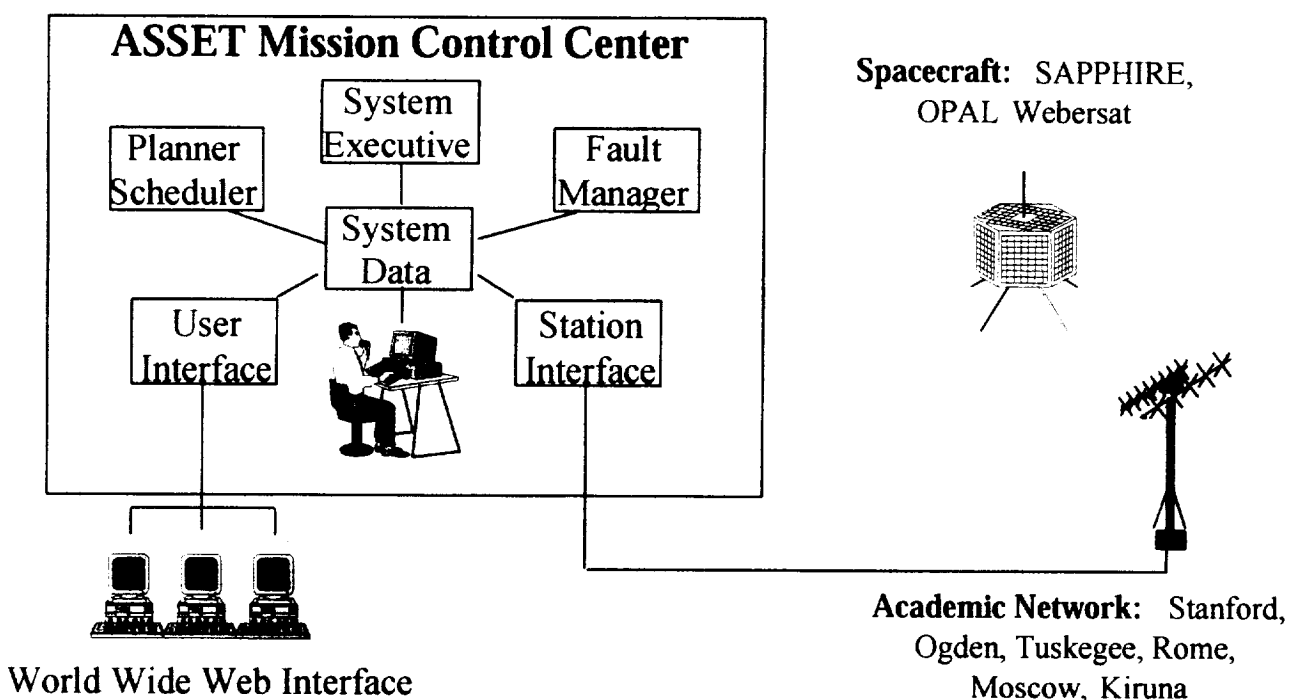 ASSET Mission Control Center
System
Executive
Planner
Scheduler
Fault
Manager
System
Data
User
Interface
Station
Interface
World Wide Web Interface
Spacecraft: SAPPHIRE,
OPAL Webersat
Academic Network: Stanford,
Ogden, Tuskegee, Rome,
Moscow, Kiruna